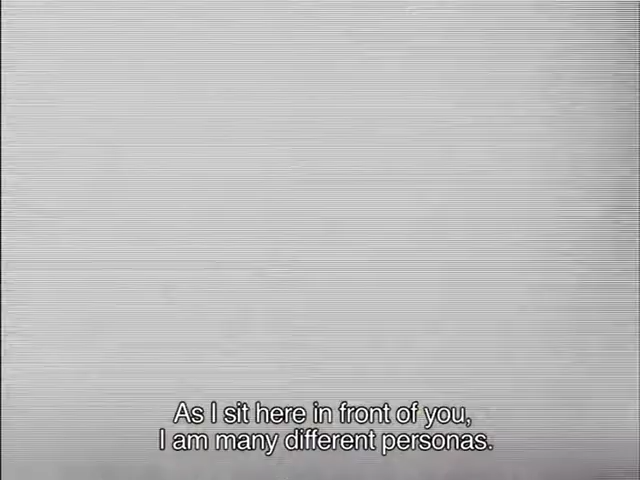 As I sit here in front of you,
I am many different personas.